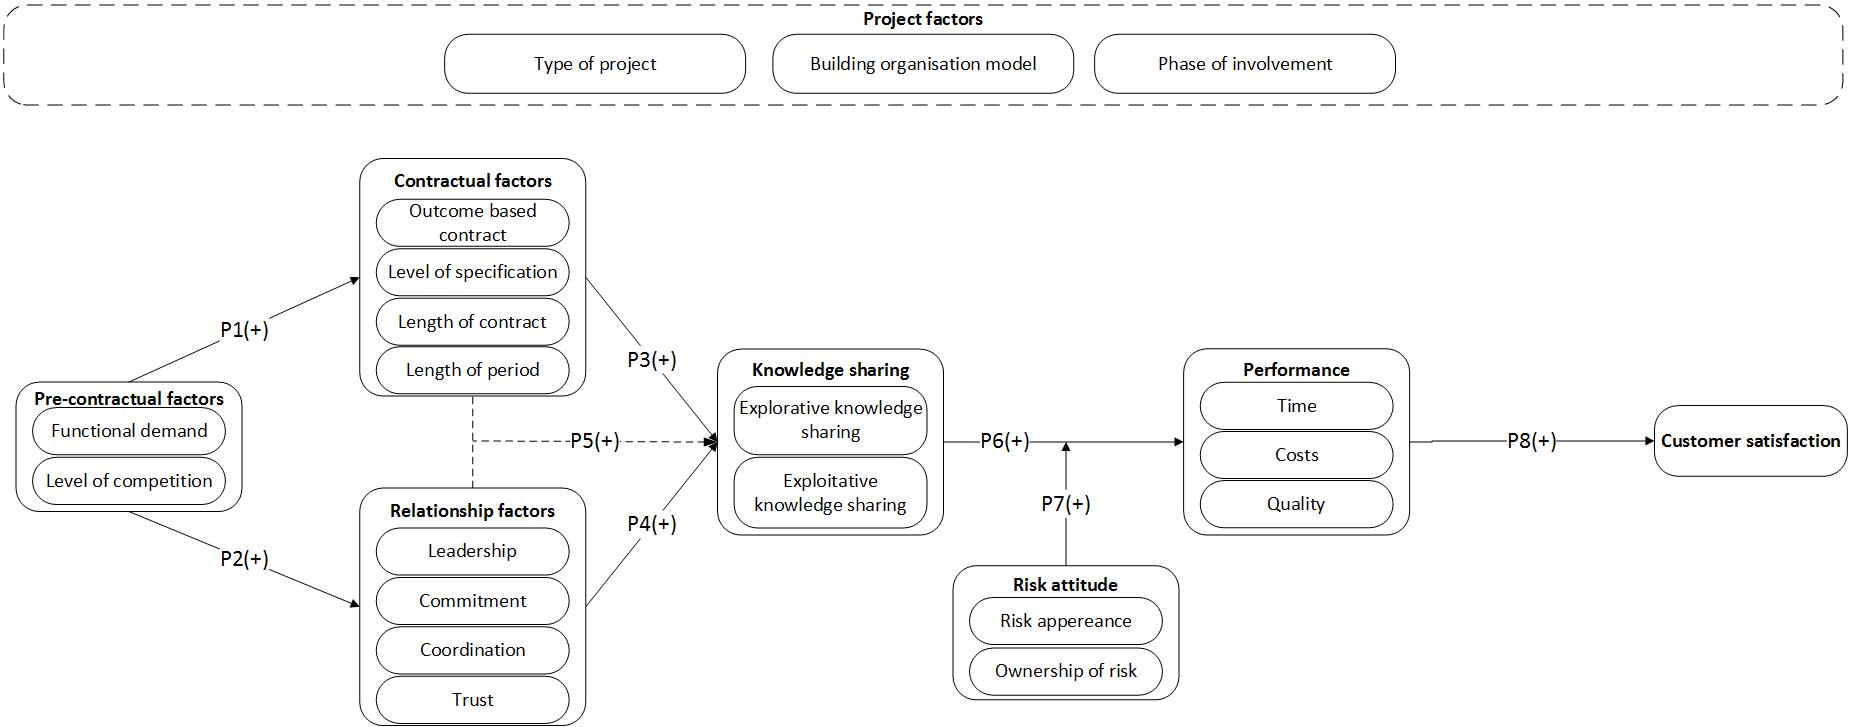 Project factors
Type of project
Building organisation model
Phase of involvement
Contractual factors
Outcome based
contract
Level of specification
Length of contract
Length of period
P1(+)
P3(+)
Pre-contractual factors
Functional demand
Level of competition
P5(+)
Knowledge sharing
Explorative knowledge
sharing
Exploitative
knowledge sharing
P6(+)
Performance
Time
Costs
Quality
P8(+)
Customer satisfaction
P2(+)
Relationship factors
Leadership
Commitment
Coordination
Trust
P4(+)
P7(+)
Risk attitude
Risk appereance
Ownership of risk